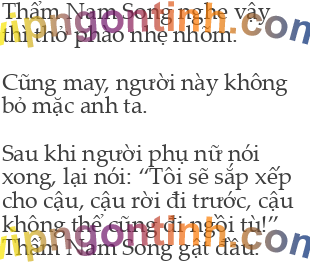 Thẩm Nam Song nghe vậy
thì thở phào nhẹ nhõm.
Cũng may, người này không
bỏ mặc anh ta.
Sau khi người phụ nữ nói
xong, lại nói: “Tôi sẽ sắp xếp
cho cậu, cậu rời đi trước, cậu
không thể cũng đi ngồi tù!”
Thẩm Nam Song gật đầu.